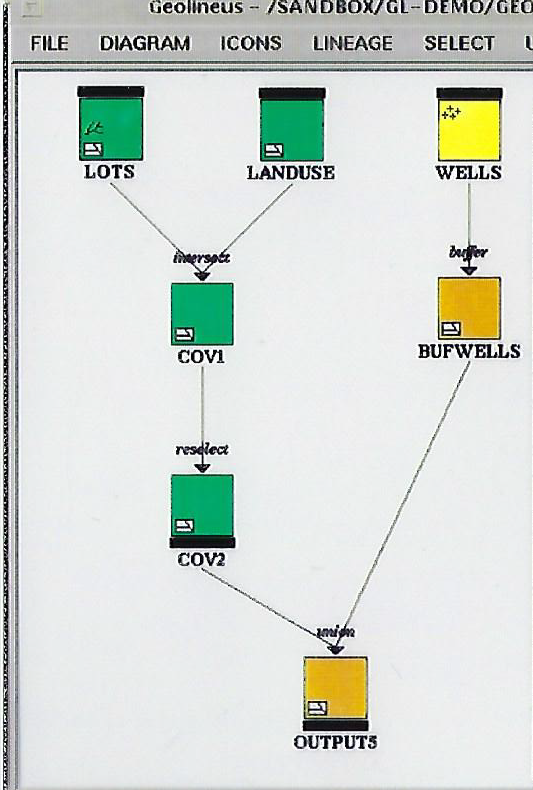 Geolineus - /SANDBOX/GL-DEMO/GEO
FILE DIAGRAM ICONS LINEAGE SELECT
LOTS LANDUSE WELLS
intersect buffer
COV1 BUFWELLS
reselect
COV2
union
OUTPUT5